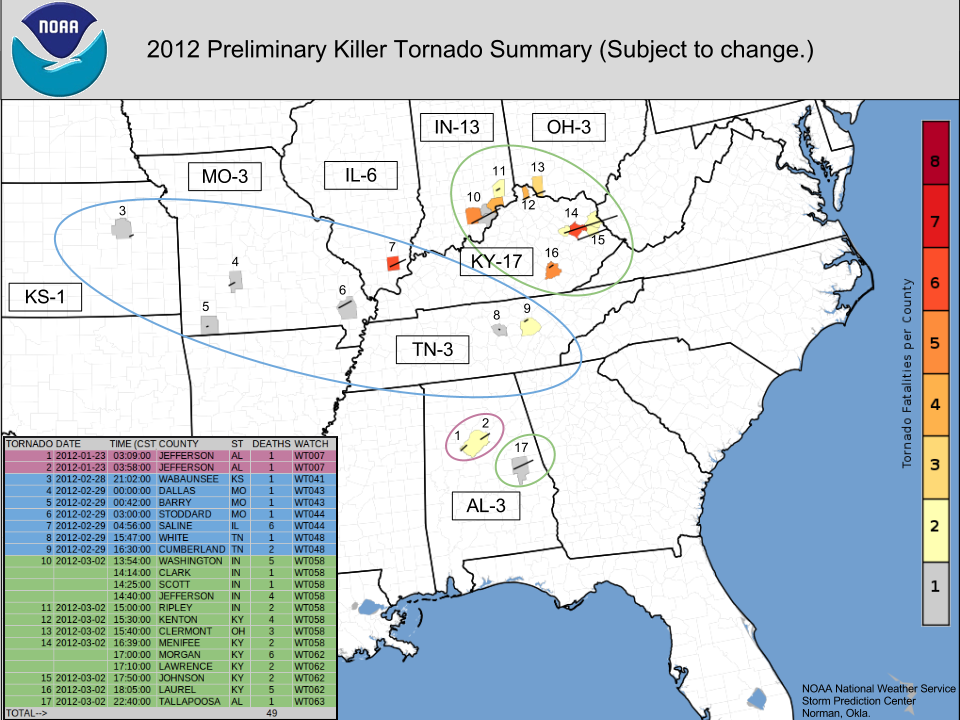 NOAA
2012 Preliminary Killer Tornado Summary (Subject to change.)
IN-13
OH-3
MO-3
IL-6
KY-17
KS-1
TN-3
AL-3
3
4
5
6
7
8
9
10
11
12
13
14
15
16
1
2
17
8
7
6
5
4
3
2
1
Tornado Fatalities per County
TORNADO DATE TIME (CST COUNTY ST DEATHS WATCH
1 2012-01-23 03:09:00 JEFFERSON AL 1 WT007
2 2012-01-23 03:58:00 JEFFERSON AL 1 WT007
3 2012-02-28 21:02:00 WABAUNSEE KS 1 WT041
4 2012-02-29 00:00:00 DALLAS MO 1 WT043
5 2012-02-29 00:42:00 BARRY MO 1 WT043
6 2012-02-29 03:00:00 STODDARD MO 1 WT044
7 2012-02-29 04:56:00 SALINE IL 6 WT044
8 2012-02-29 15:47:00 WHITE TN 1 WT048
9 2012-02-29 16:30:00 CUMBERLAND TN 2 WT048
10 2012-03-02 13:54:00 WASHINGTON IN 5 WT058
14:14:00 CLARK IN 1 WT058
14:25:00 SCOTT IN 1 WT058
14:40:00 JEFFERSON IN 4 WT058
11 2012-03-02 15:00:00 RIPLEY IN 2 WT058
12 2012-03-02 15:30:00 KENTON KY 4 WT058
13 2012-03-02 15:40:00 CLERMONT OH 3 WT058
14 2012-03-02 16:39:00 MENIFEE KY 2 WT058
17:00:00 MORGAN KY 6 WT062
17:10:00 LAWRENCE KY 2 WT062
15 2012-03-02 17:50:00 JOHNSON KY 2 WT062
16 2012-03-02 18:05:00 LAUREL KY 5 WT062
17 2012-03-02 22:40:00 TALLAPOOSA AL 1 WT063
TOTAL--> 49
NOAA National Weather Service
Storm Prediction Center
Norman, Okla.